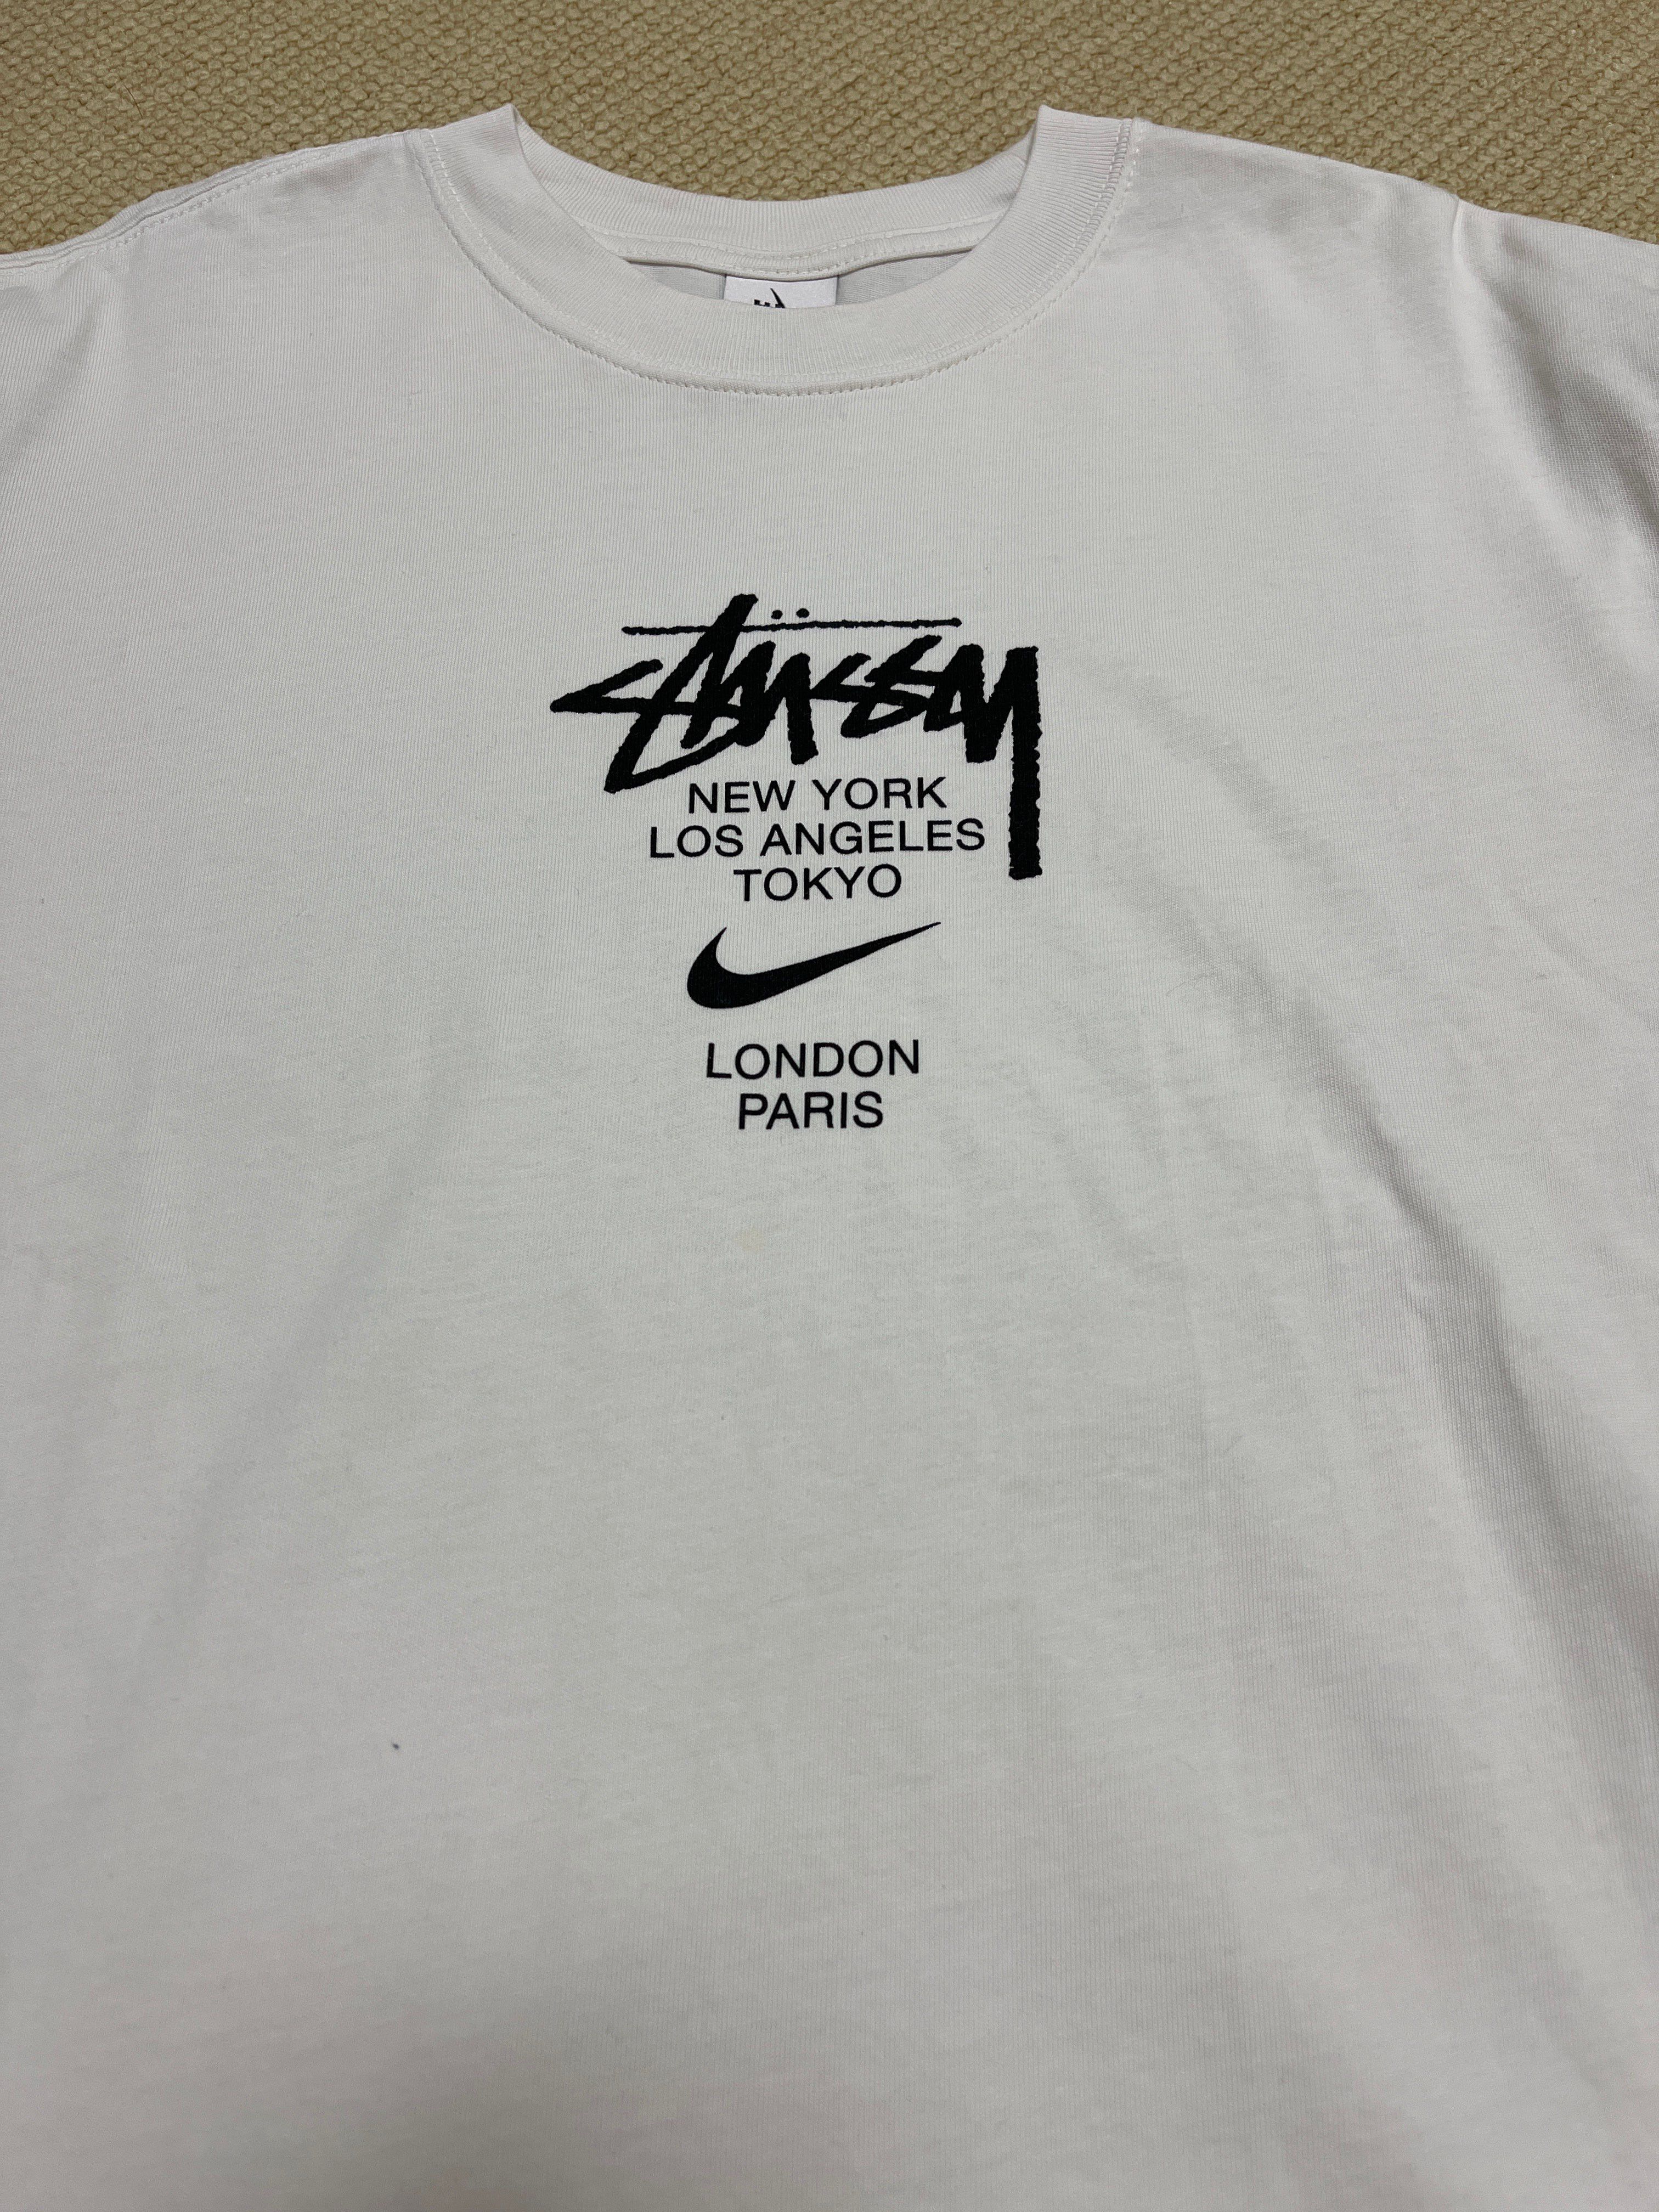 Stüssy
NEW YORK
LOS ANGELES
TOKYO
LONDON
PARIS